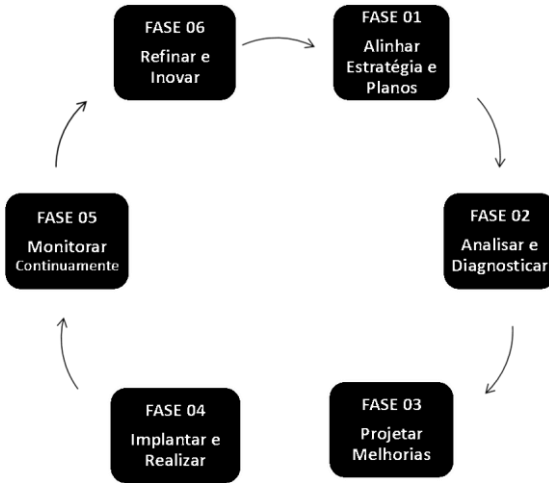 FASE 01
Alinhar
Estratégia e
Planos
FASE 02
Analisar e
Diagnosticar
FASE 03
Projetar
Melhorias
FASE 04
Implantar e
Realizar
FASE 05
Monitorar
Continuamente
FASE 06
Refinar e
Inovar